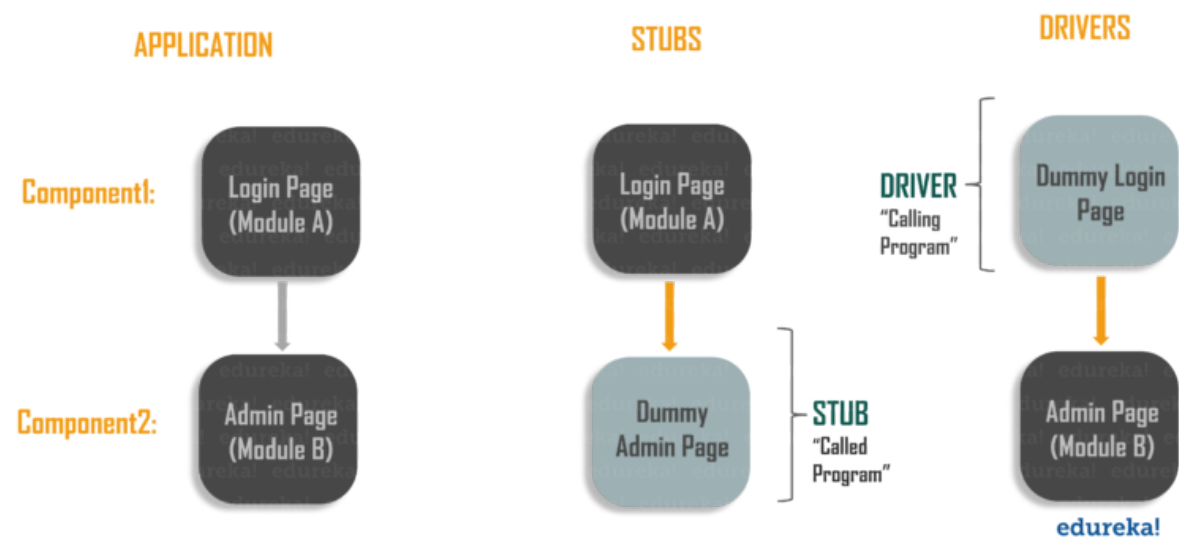 APPLICATION
STUBS
DRIVERS
Component1:
Login Page
(Module A)
Login Page
(Module A)
DRIVER
“Calling
Program”
Dummy Login
Page
Component2:
Admin Page
(Module B)
Dummy
Admin Page
STUB
“Called
Program”
Admin Page
(Module B)
edureka!